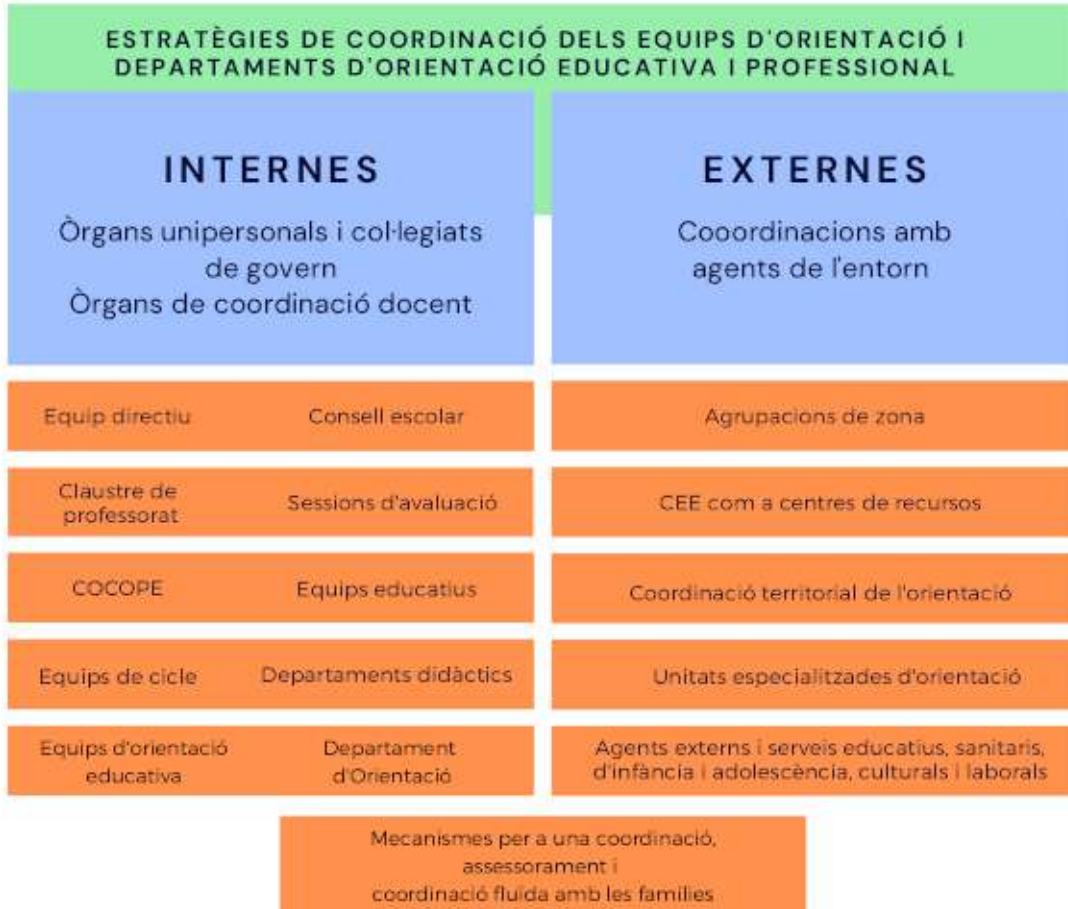 ESTRATÈGIES DE COORDINACIÓ DELS EQUIPS D'ORIENTACIÓ I
DEPARTAMENTS D'ORIENTACIÓ EDUCATIVA I PROFESSIONAL
INTERNES
Òrgans unipersonals i col·legiats
de govern
Òrgans de coordinació docent
EXTERNES
Cooordinacions amb
agents de l'entorn
Equip directiu
Consell escolar
Agrupacions de zona
Claustre de
professorat
Sessions d'avaluació
CEE com a centres de recursos
COCOPE
Equips educatius
Coordinació territorial de l'orientació
Equips de cicle
Departaments didàctics
Unitats especialitzades d'orientació
Equips d'orientació
educativa
Departament
d'Orientació
Agents externs i serveis educatius, sanitaris,
d'infància i adolescència, culturals i laborals
Mecanismes per a una coordinació,
assessorament i
coordinació fluïda amb les famílies